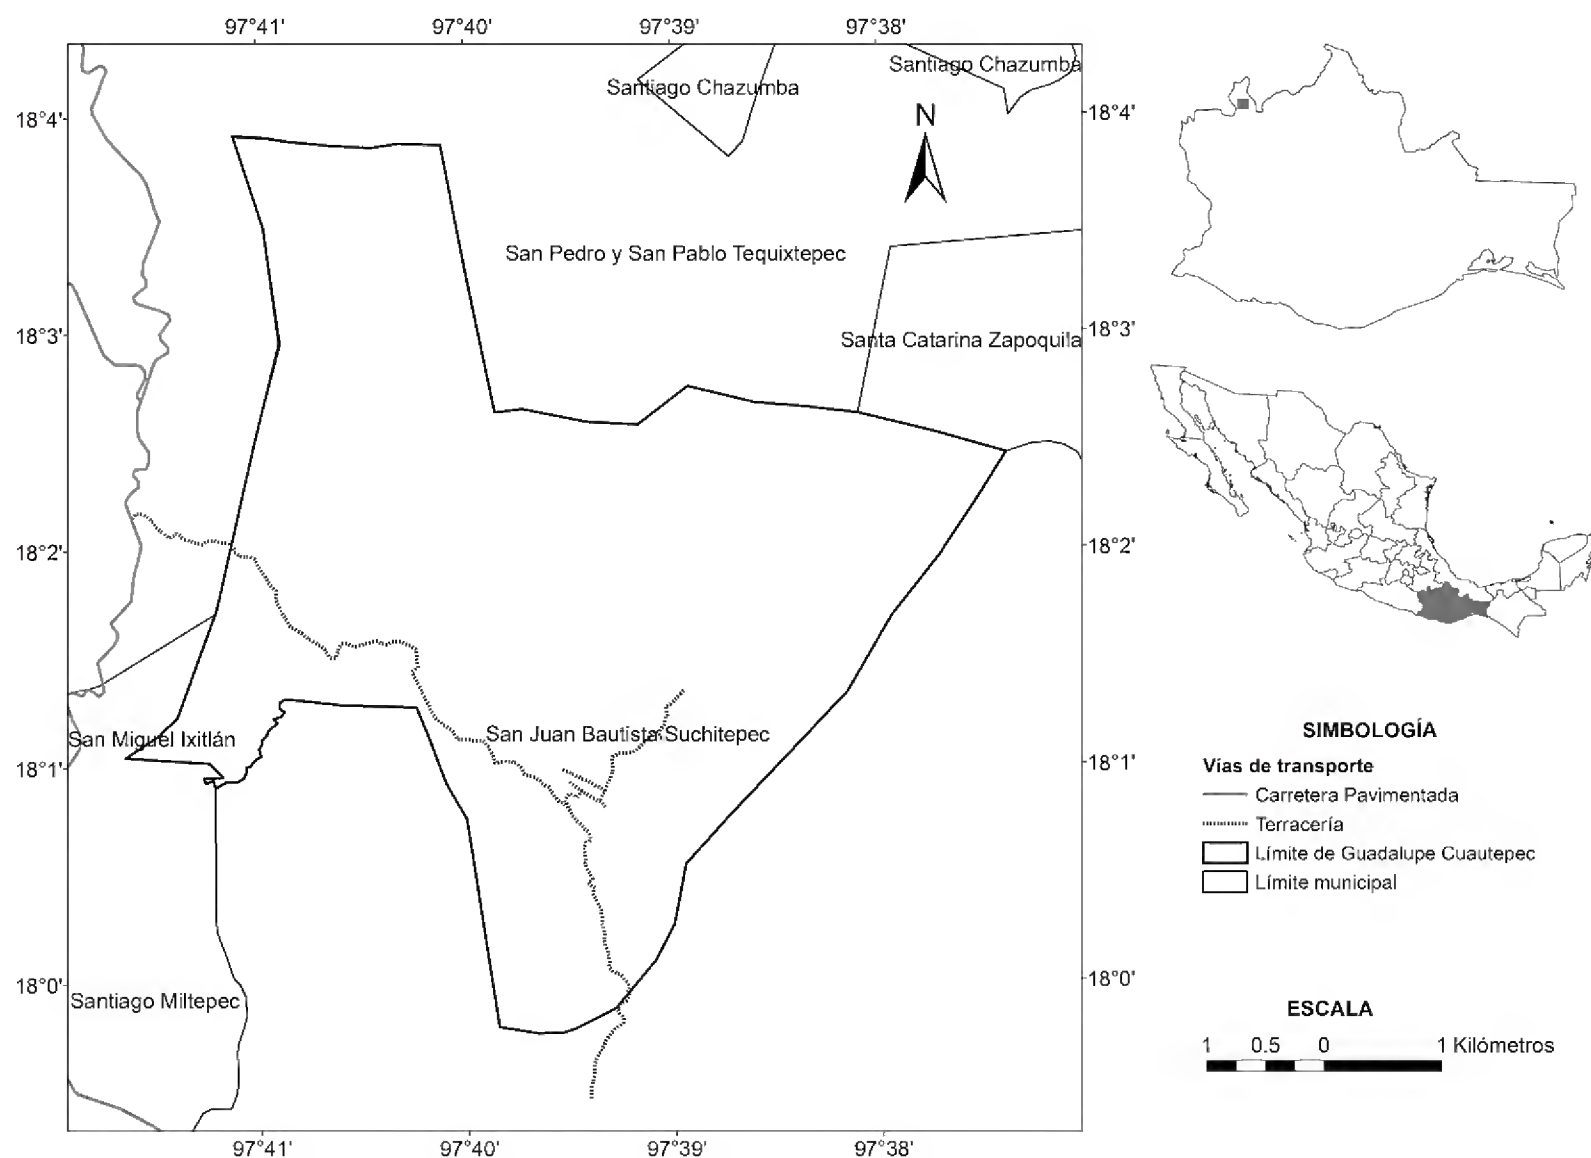 97°41' 97°40' 97°39' 97°38'
Santiago Chazumba
Santiago Chazumba
18°4'
18°4'
N
San Pedro y San Pablo Tequixtepec
18°3'
18°3'
Santa Catarina Zapoquila
18°2'
18°2'
San Miguel Ixitlán
San Juan Bautista Suchitepec
18°1'
18°1'
SIMBOLOGÍA
Vías de transporte
Carretera Pavimentada
Terracería
Límite de Guadalupe Cuautepec
Límite municipal
18°0'
18°0'
Santiago Miltepec
ESCALA
1 0.5 0 1 Kilómetros
97°41' 97°40' 97°39' 97°38'